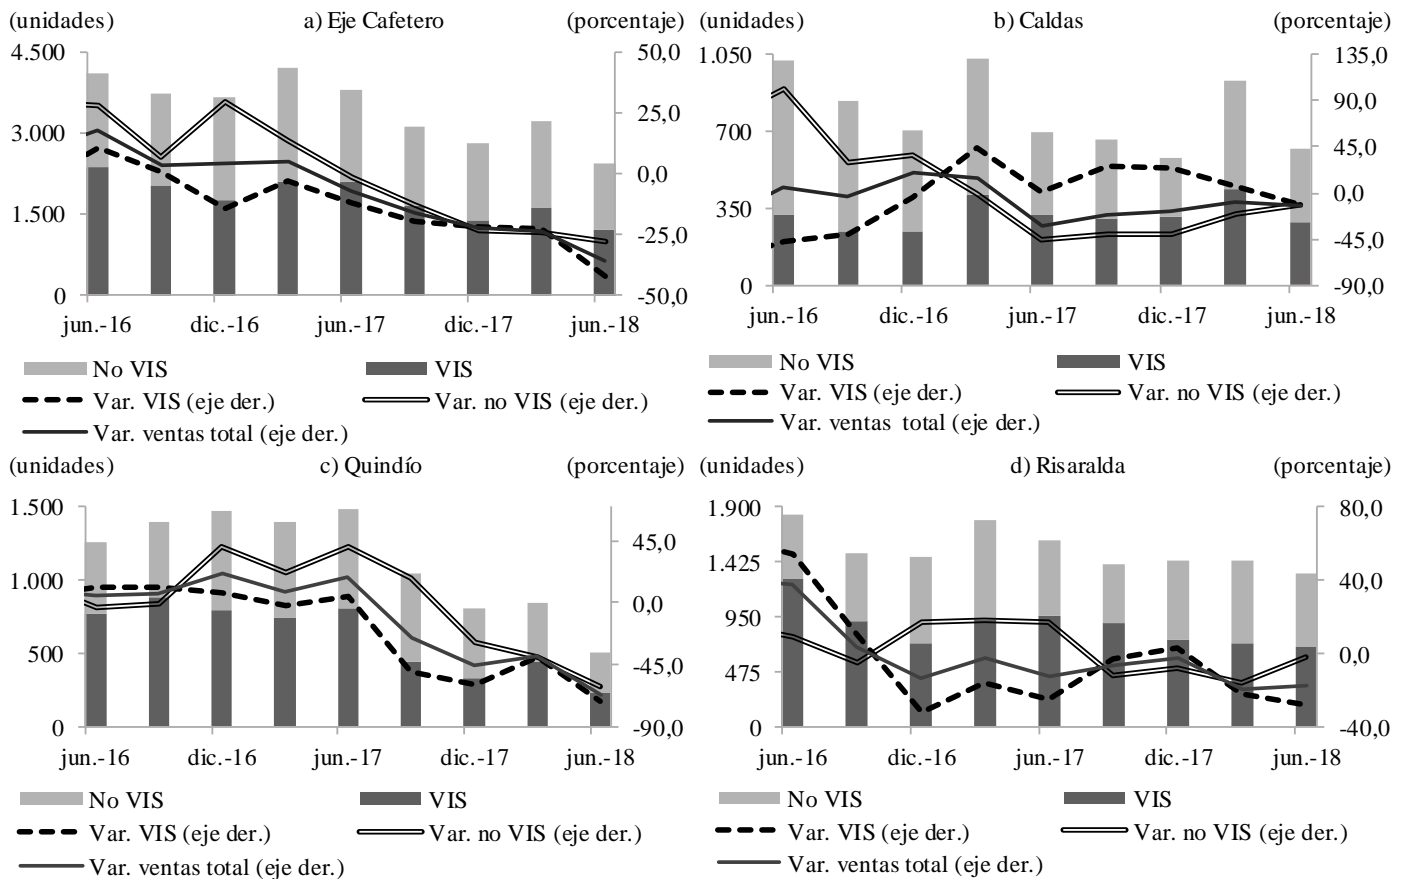 (unidades) a) Eje Cafetero (porcentaje)
4.500 50,0
3.000 25,0
1.500 0,0
0 -25,0
-50,0
jun.-16 dic.-16 jun.-17 dic.-17 jun.-18
No VIS VIS
Var. VIS (eje der.) Var. no VIS (eje der.)
Var. ventas total (eje der.)
(unidades) b) Caldas (porcentaje)
1.050 135,0
700 90,0
350 45,0
0 0,0
-45,0
-90,0
jun.-16 dic.-16 jun.-17 dic.-17 jun.-18
No VIS VIS
Var. VIS (eje der.) Var. no VIS (eje der.)
Var. ventas total (eje der.)
(unidades) c) Quindío (porcentaje)
1.500 45,0
1.000 0,0
500 -45,0
0 -90,0
jun.-16 dic.-16 jun.-17 dic.-17 jun.-18
No VIS VIS
Var. VIS (eje der.) Var. no VIS (eje der.)
Var. ventas total (eje der.)
(unidades) d) Risaralda (porcentaje)
1.900 80,0
1.425 40,0
950 0,0
475 -40,0
0
jun.-16 dic.-16 jun.-17 dic.-17 jun.-18
No VIS VIS
Var. VIS (eje der.) Var. no VIS (eje der.)
Var. ventas total (eje der.)